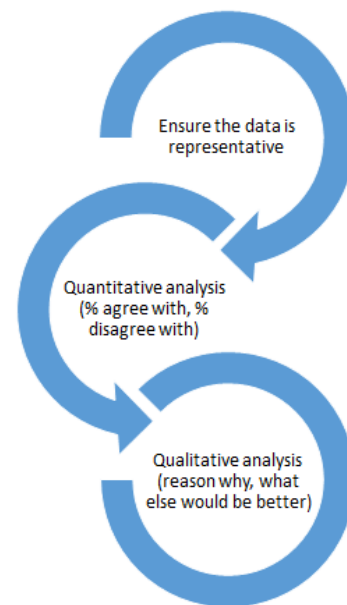 Ensure the data is
representative
Quantitative analysis
(% agree with, %
disagree with)
Qualitative analysis
(reason why, what
else would be better)